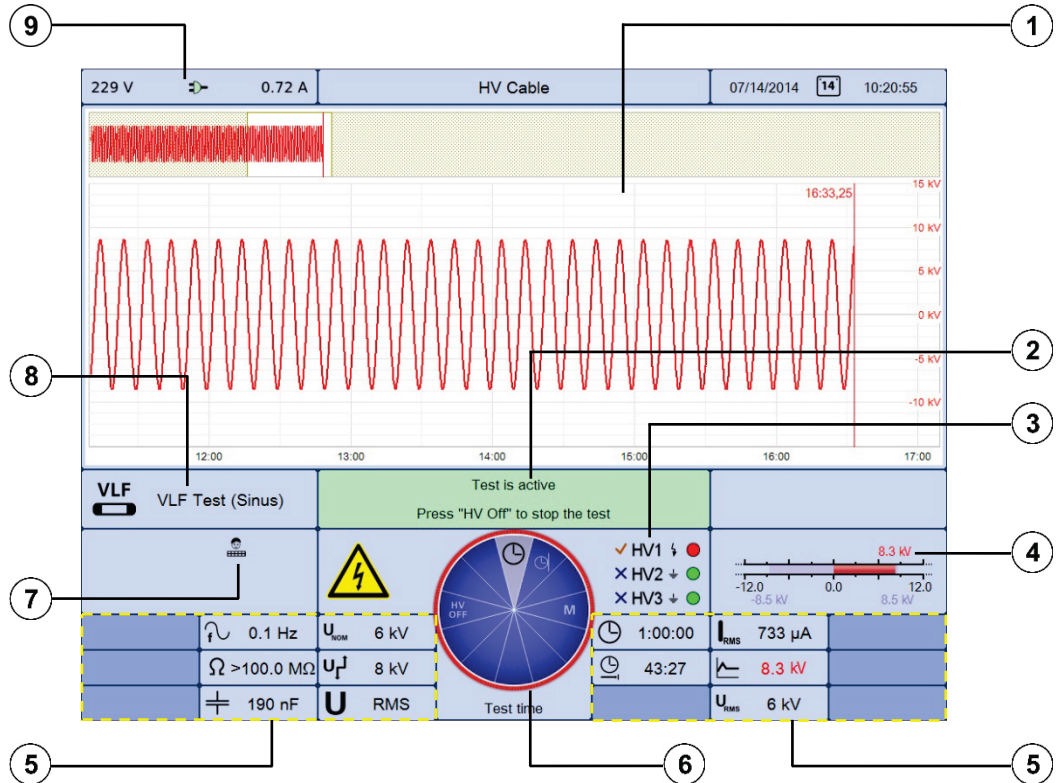 9
1
229 V 0.72 A
HV Cable
07/14/2014 14 10:20:55
16:33,25
15 kV
10 kV
5 kV
0 kV
-5 kV
-10 kV
12:00 13:00 14:00 15:00 16:00 17:00
8
2
3
4
7
VLF
VLF Test (Sinus)
Test is active
Press "HV Off" to stop the test
HV1
HV2
HV3
8.3 kV
-12.0 0.0 12.0
-8.5 kV 8.5 kV
HV
OFF
M
f 0.1 Hz
UNOM 6 kV
1:00:00
IRMS 733 µA
Ω >100.0 MΩ
U 8 kV
43:27
8.3 kV
190 nF
U RMS
Test time
URMS 6 kV
5
6
5